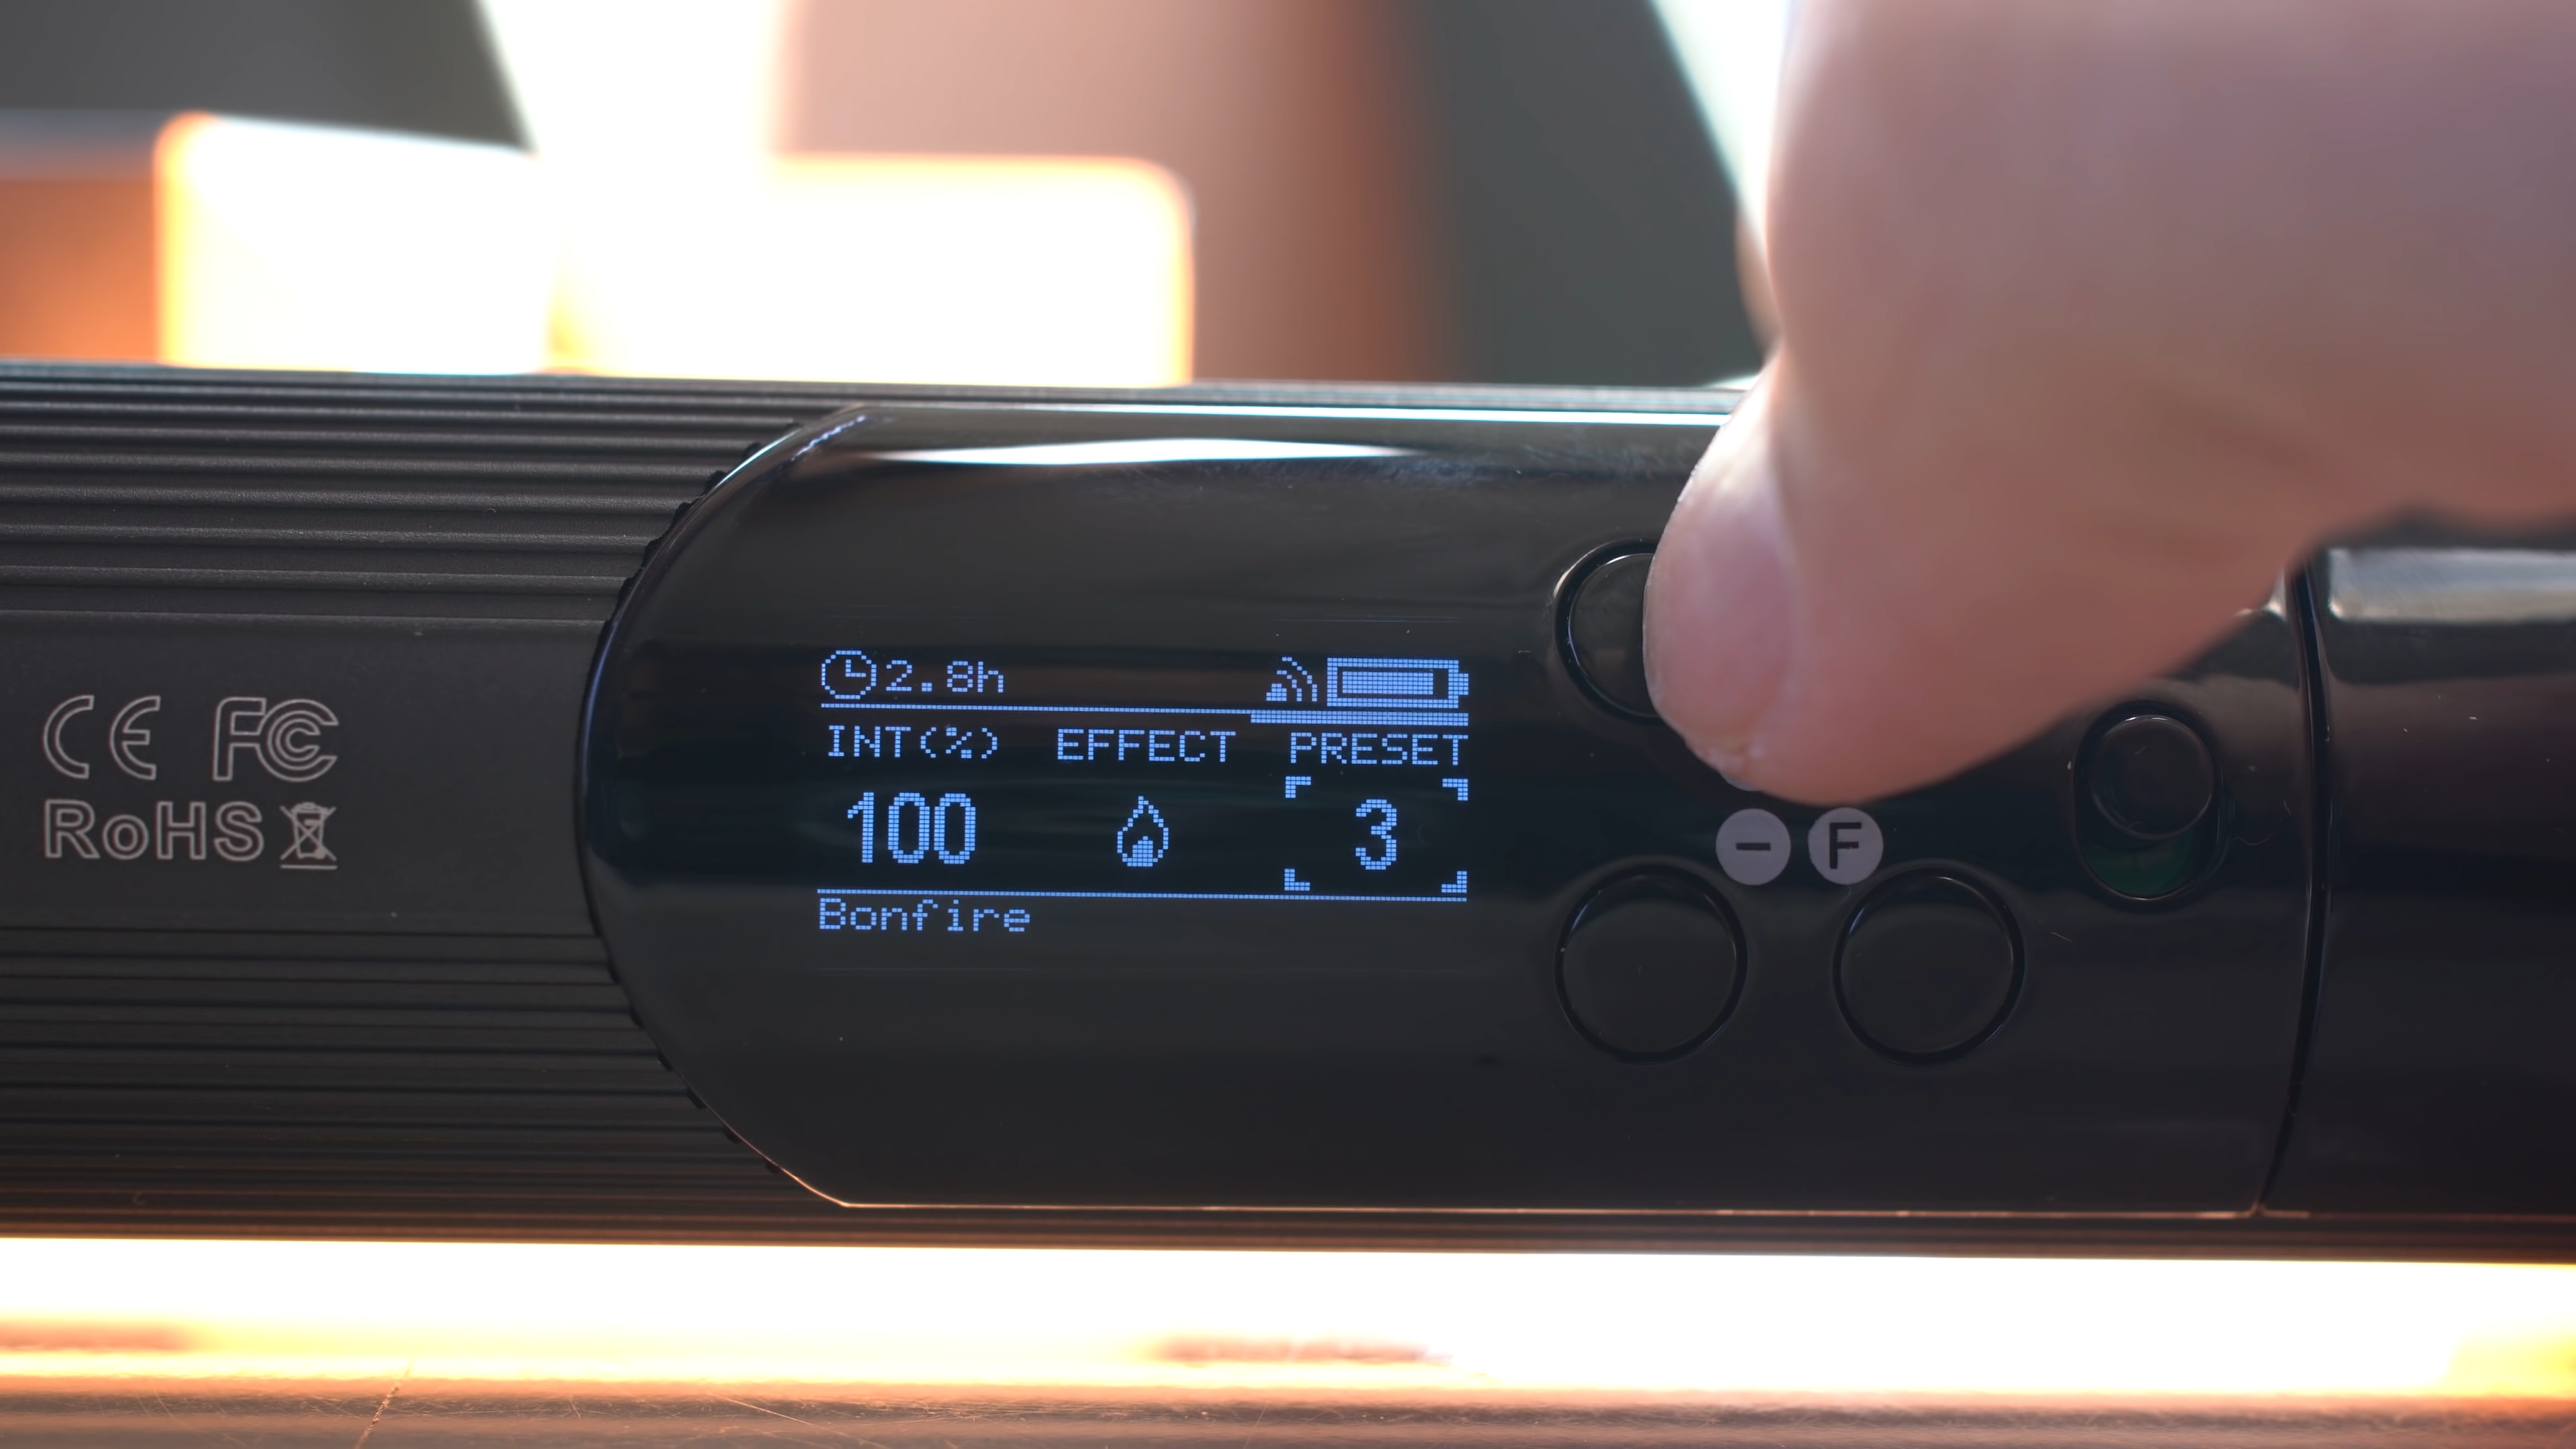 2.8h
INT(%) EFFECT PRESET
100 3
Bonfire
CE FC
RoHS
- F